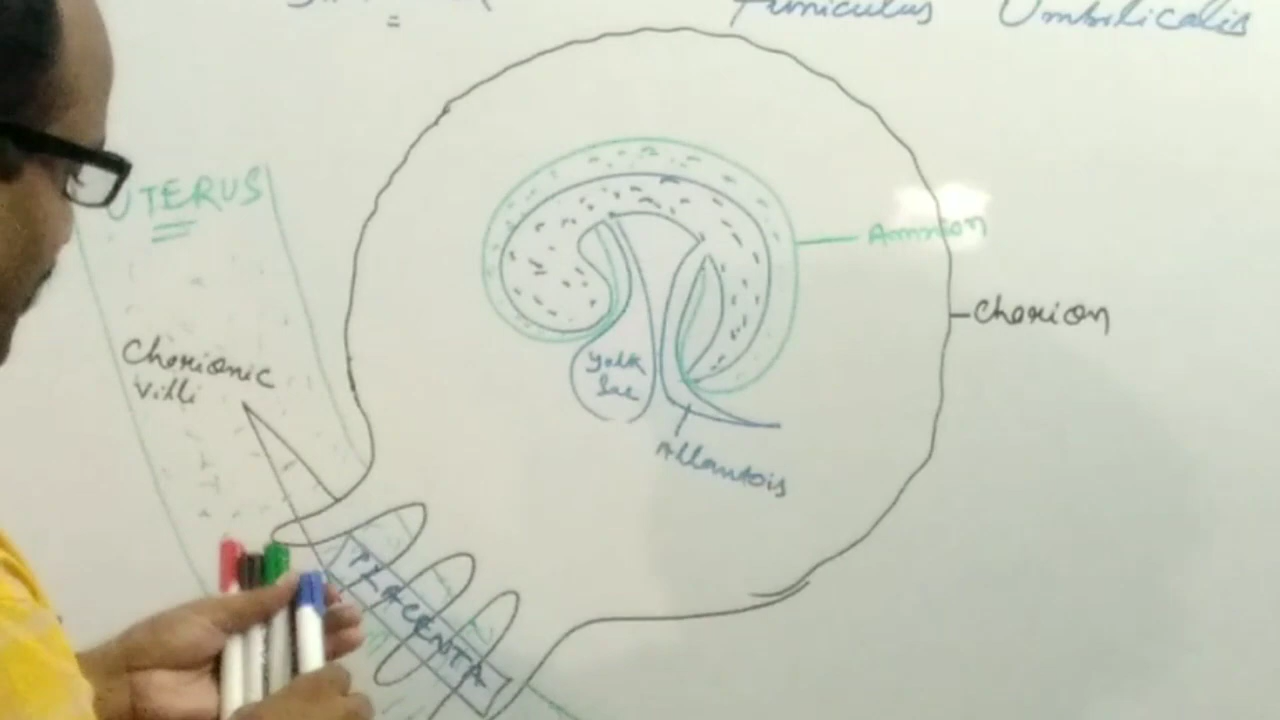 Funiculus Umbilicalis
UTERUS
Amnion
Chorion
Chorionic
Villi
Yolk
Sac
Allantois
PLACENTA